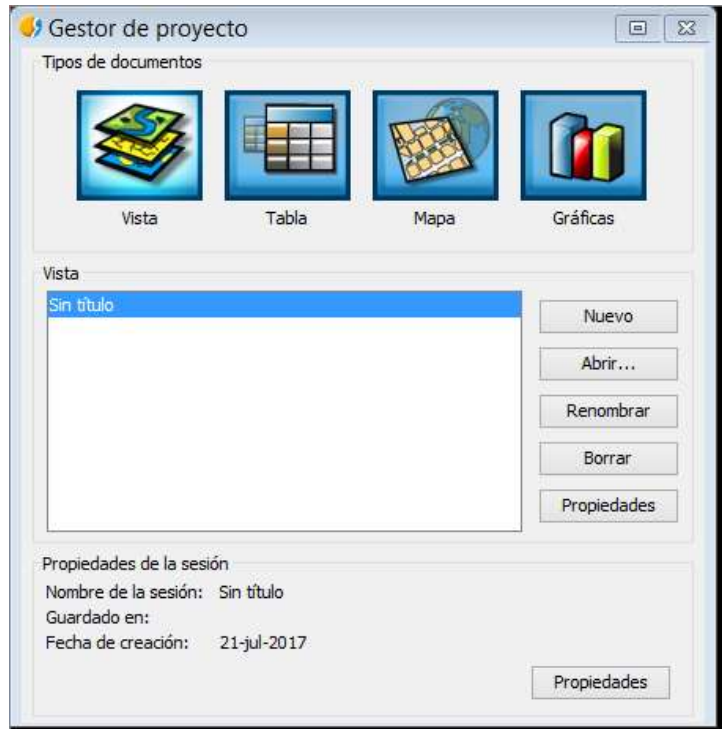 Gestor de proyecto
Tipos de documentos
Vista Tabla Mapa Gráficas
Vista
Sin título
Nuevo
Abrir...
Renombrar
Borrar
Propiedades
Propiedades de la sesión
Nombre de la sesión: Sin título
Guardado en:
Fecha de creación: 21-jul-2017
Propiedades